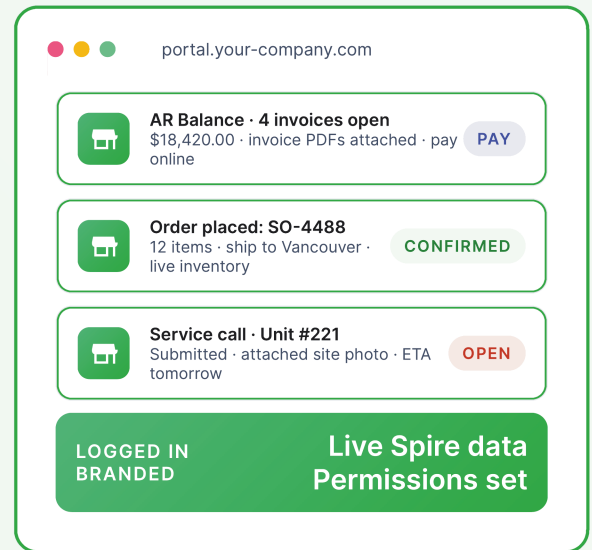 portal.your-company.com
AR Balance · 4 invoices open
$18,420.00 · invoice PDFs attached · pay
online
PAY
Order placed: SO-4488
12 items · ship to Vancouver ·
live inventory
CONFIRMED
Service call · Unit #221
Submitted · attached site photo · ETA
tomorrow
OPEN
LOGGED IN
BRANDED
Live Spire data
Permissions set